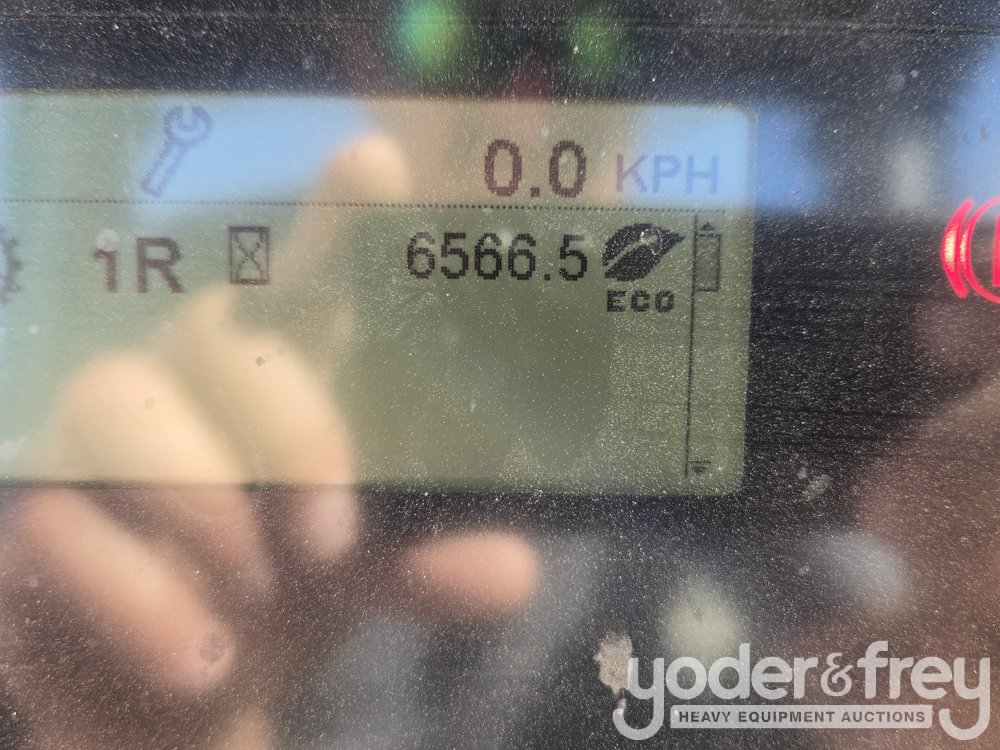 0.0 KPH
1R 6566.5
ECO
yoder&frey
HEAVY EQUIPMENT AUCTIONS